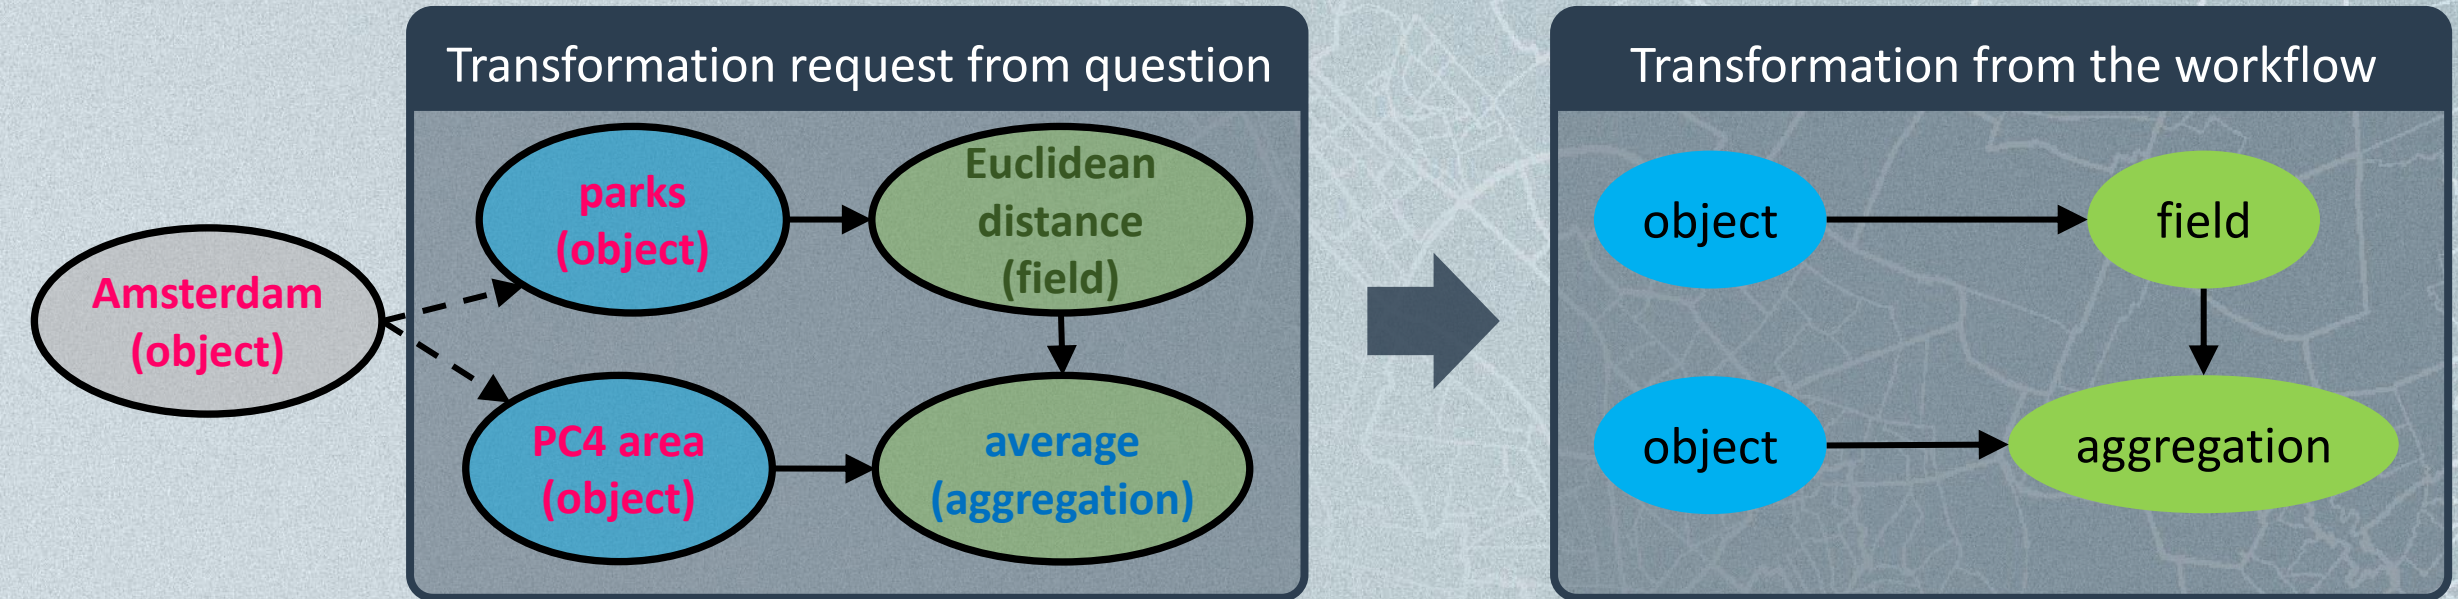 Transformation request from question
Amsterdam
(object)
parks
(object)
Euclidean
distance
(field)
PC4 area
(object)
average
(aggregation)
Transformation from the workflow
object
field
object
aggregation